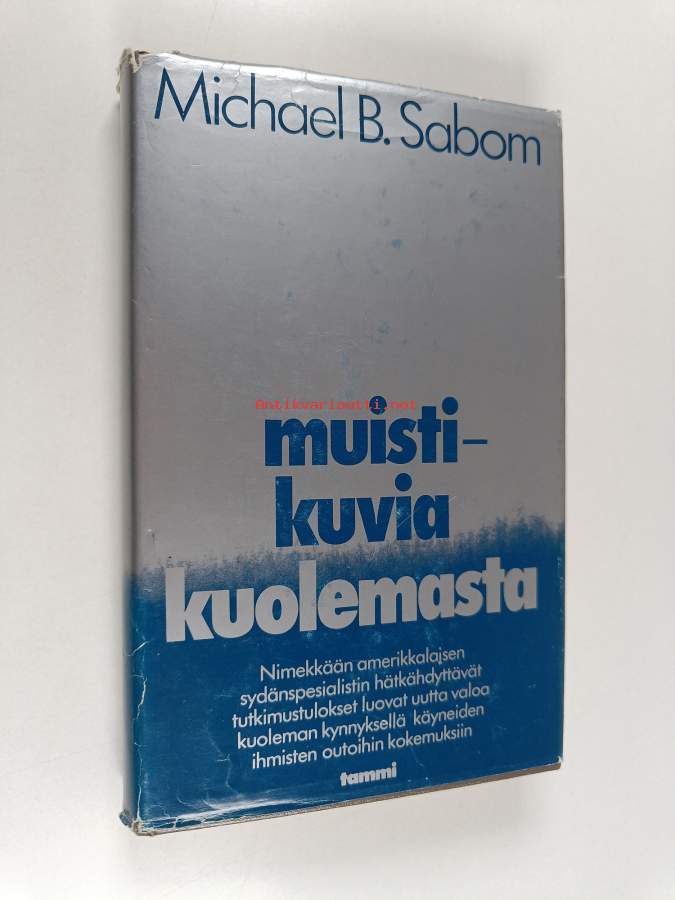 Michael B. Sabom
Antikvariaatti.net
muisti-
kuvia
kuolemasta
Nimekkään amerikkalaisen
sydänspesialistin hätkähdyttävät
tutkimustulokset luovat uutta valoa
kuoleman kynnyksellä käyneiden
ihmisten outoihin kokemuksiin
tammi